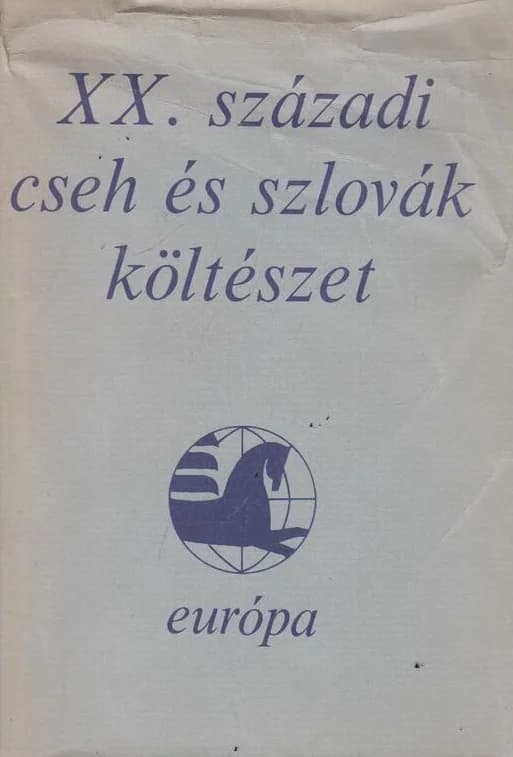 XX. századi
cseh és szlovák
költészet
európa